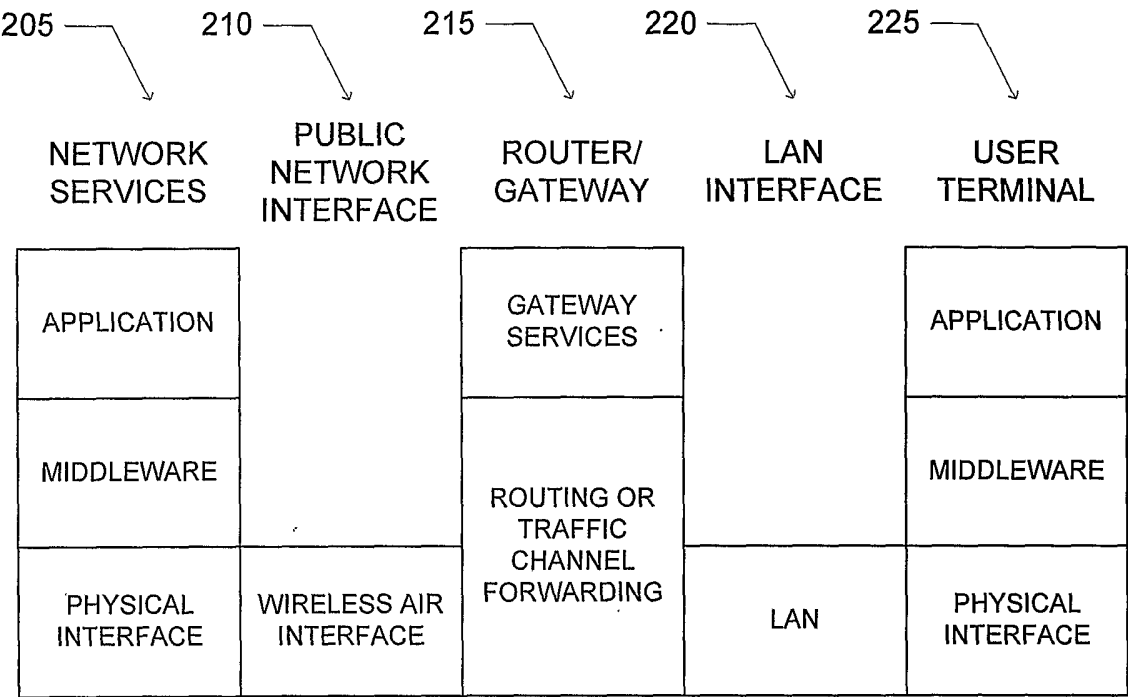 205
210
215
220
225
NETWORK
SERVICES
PUBLIC
NETWORK
INTERFACE
ROUTER/
GATEWAY
LAN
INTERFACE
USER
TERMINAL
APPLICATION
GATEWAY
SERVICES
APPLICATION
MIDDLEWARE
ROUTING OR
TRAFFIC
CHANNEL
FORWARDING
MIDDLEWARE
PHYSICAL
INTERFACE
WIRELESS AIR
INTERFACE
LAN
PHYSICAL
INTERFACE